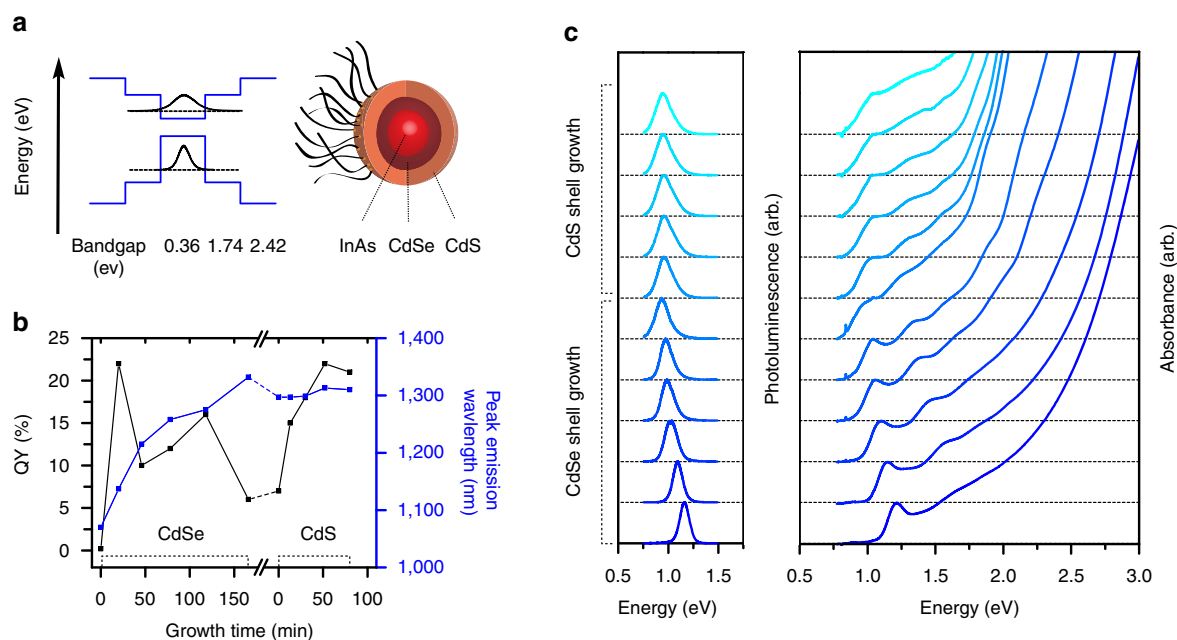 a
Energy (eV)
Bandgap 0.36 1.74 2.42
(ev)
InAs CdSe CdS
b
25
20
15
10
5
0
QY (%)
CdSe
CdS
1,400
1,300
1,200
1,100
1,000
Peak emission
wavlength (nm)
0 50 100 150 0 50 100
Growth time (min)
c
CdS shell growth
CdSe shell growth
0.5 1.0 1.5
Energy (eV)
Photoluminescence (arb.)
0.5 1.0 1.5 2.0 2.5 3.0
Energy (eV)
Absorbance (arb.)